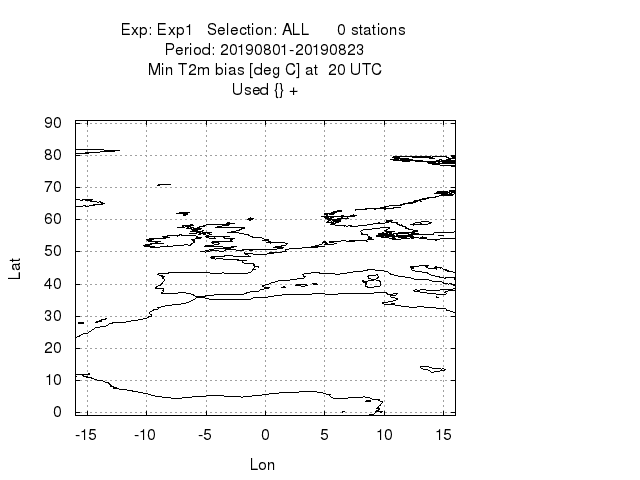 Exp: Exp1 Selection: ALL 0 stations
Period: 20190801-20190823
Min T2m bias [deg C] at 20 UTC
Used {} +
90
80
70
60
50
40
30
20
10
0
Lat
-15 -10 -5 0 5 10 15
Lon